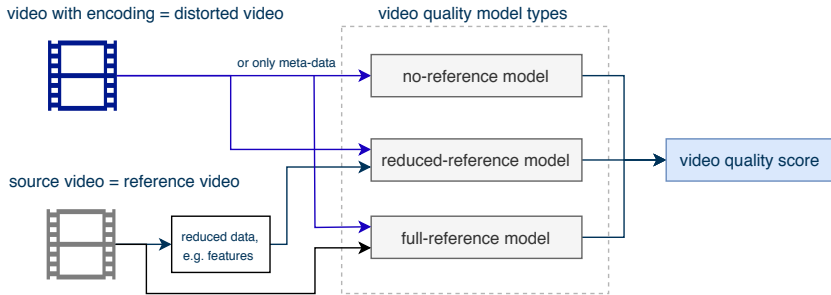 video with encoding = distorted video
video quality model types
or only meta-data
no-reference model
reduced-reference model
video quality score
source video = reference video
reduced data,
e.g. features
full-reference model